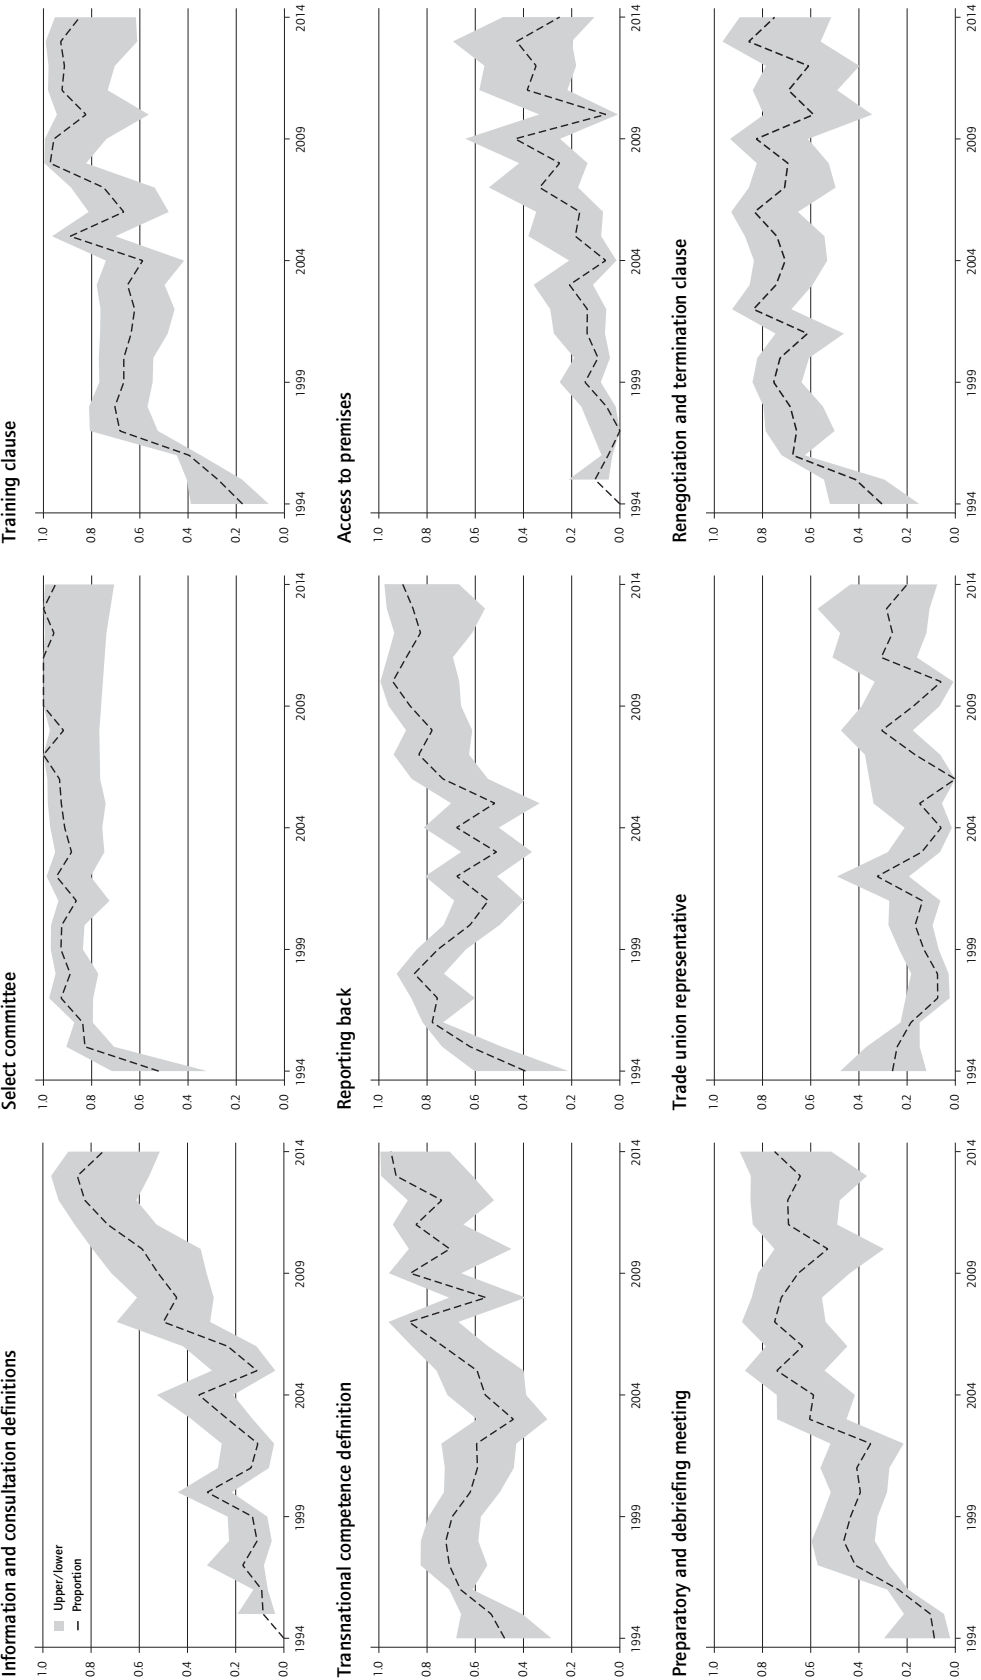 Information and consultation definitions
1.0
0.8
0.6
0.4
0.2
0.0
Upper/lower
Proportion
1994 1999 2004 2009 2014
Select committee
1.0
0.8
0.6
0.4
0.2
0.0
1994 1999 2004 2009 2014
Training clause
1.0
0.8
0.6
0.4
0.2
0.0
1994 1999 2004 2009 2014
Transnational competence definition
1.0
0.8
0.6
0.4
0.2
0.0
1994 1999 2004 2009 2014
Reporting back
1.0
0.8
0.6
0.4
0.2
0.0
1994 1999 2004 2009 2014
Access to premises
1.0
0.8
0.6
0.4
0.2
0.0
1994 1999 2004 2009 2014
Preparatory and debriefing meeting
1.0
0.8
0.6
0.4
0.2
0.0
1994 1999 2004 2009 2014
Trade union representative
1.0
0.8
0.6
0.4
0.2
0.0
1994 1999 2004 2009 2014
Renegotiation and termination clause
1.0
0.8
0.6
0.4
0.2
0.0
1994 1999 2004 2009 2014